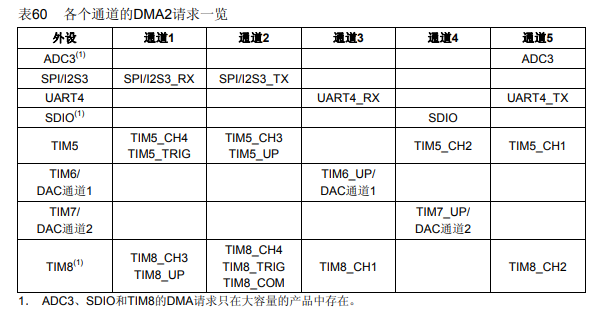 表60 各个通道的DMA2请求一览
外设 通道1 通道2 通道3 通道4 通道5
ADC3(1) ADC3
SPI/I2S3 SPI/I2S3_RX SPI/I2S3_TX
UART4 UART4_RX UART4_TX
SDIO(1) SDIO
TIM5 TIM5_CH4 TIM5_TRIG TIM5_CH3 TIM5_UP TIM5_CH2 TIM5_CH1
TIM6/ DAC通道1 TIM6_UP/ DAC通道1
TIM7/ DAC通道2 TIM7_UP/ DAC通道2
TIM8(1) TIM8_CH3 TIM8_UP TIM8_CH4 TIM8_TRIG TIM8_COM TIM8_CH1 TIM8_CH2
1. ADC3、SDIO和TIM8的DMA请求只在大容量的产品中存在。